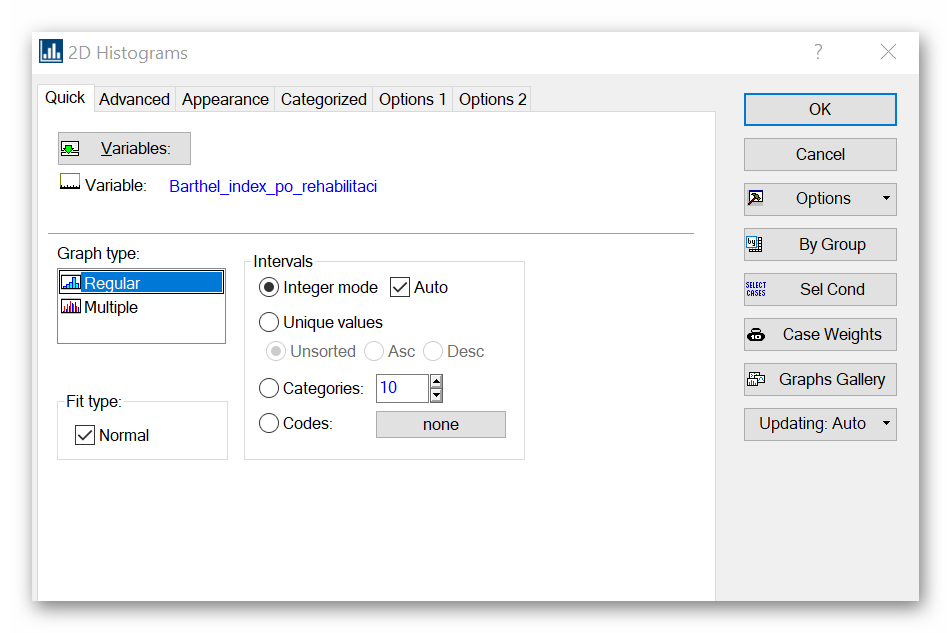 2D Histograms ?
Quick Advanced Appearance Categorized Options 1 Options 2
Variables:
Variable: Barthel_index_po_rehabilitaci
Graph type:
Regular
Multiple
Fit type:
Normal
Intervals
Integer mode Auto
Unique values
Unsorted Asc Desc
Categories: 10
Codes: none
OK
Cancel
Options
By Group
SELECT
CASES
Sel Cond
Case Weights
Graphs Gallery
Updating: Auto